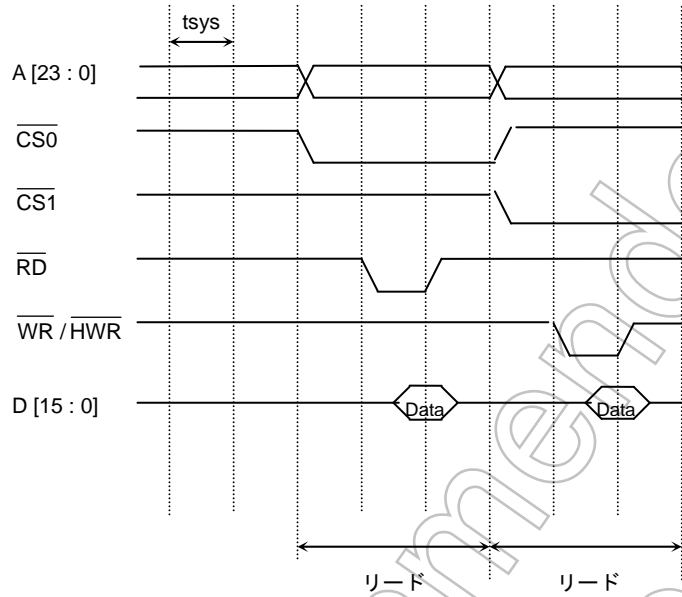 tsys
A [23 : 0]
CS0
CS1
RD
WR / HWR
D [15 : 0]
Data
Data
リード
リード